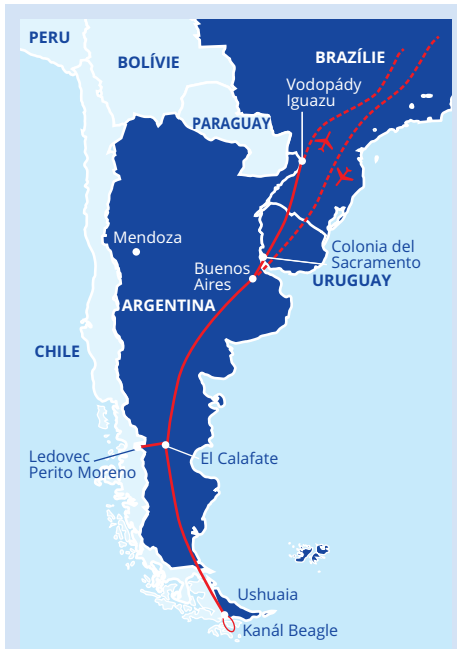 PERU
BOLÍVIE
BRAZÍLIE
Vodopády
Iguazu
PARAGUAY
Mendoza
Colonia del
Sacramento
Buenos
Aires
URUGUAY
ARGENTINA
CHILE
Ledovec
Perito Moreno
El Calafate
Ushuaia
Kanál Beagle